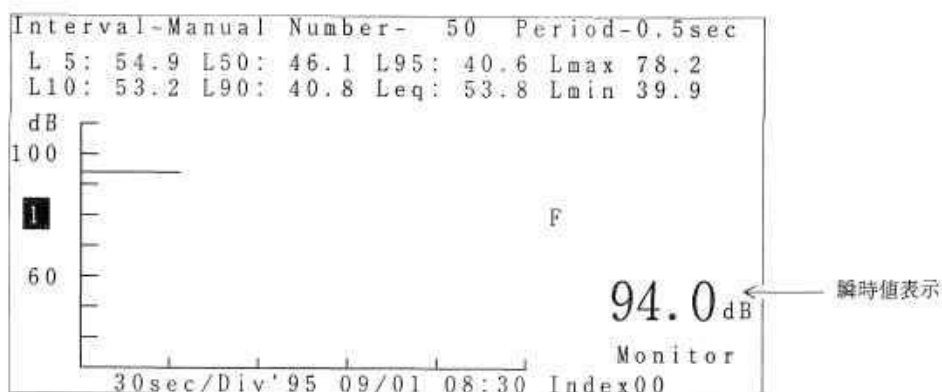 Interval-Manual Number- 50 Period-0.5sec
L 5: 54.9 L50: 46.1 L95: 40.6 Lmax 78.2
L10: 53.2 L90: 40.8 Leq: 53.8 Lmin 39.9
dB
100
1
F
60
94.0dB
瞬時値表示
Monitor
30sec/Div'95 09/01 08:30 Index00